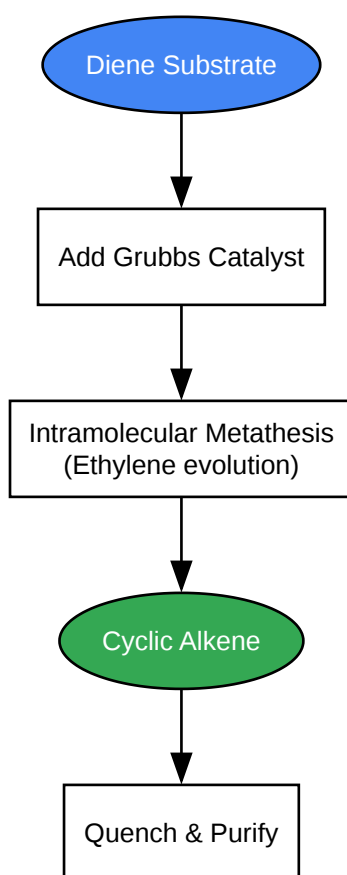 Diene Substrate
Add Grubbs Catalyst
Intramolecular Metathesis
(Ethylene evolution)
Cyclic Alkene
Quench & Purify